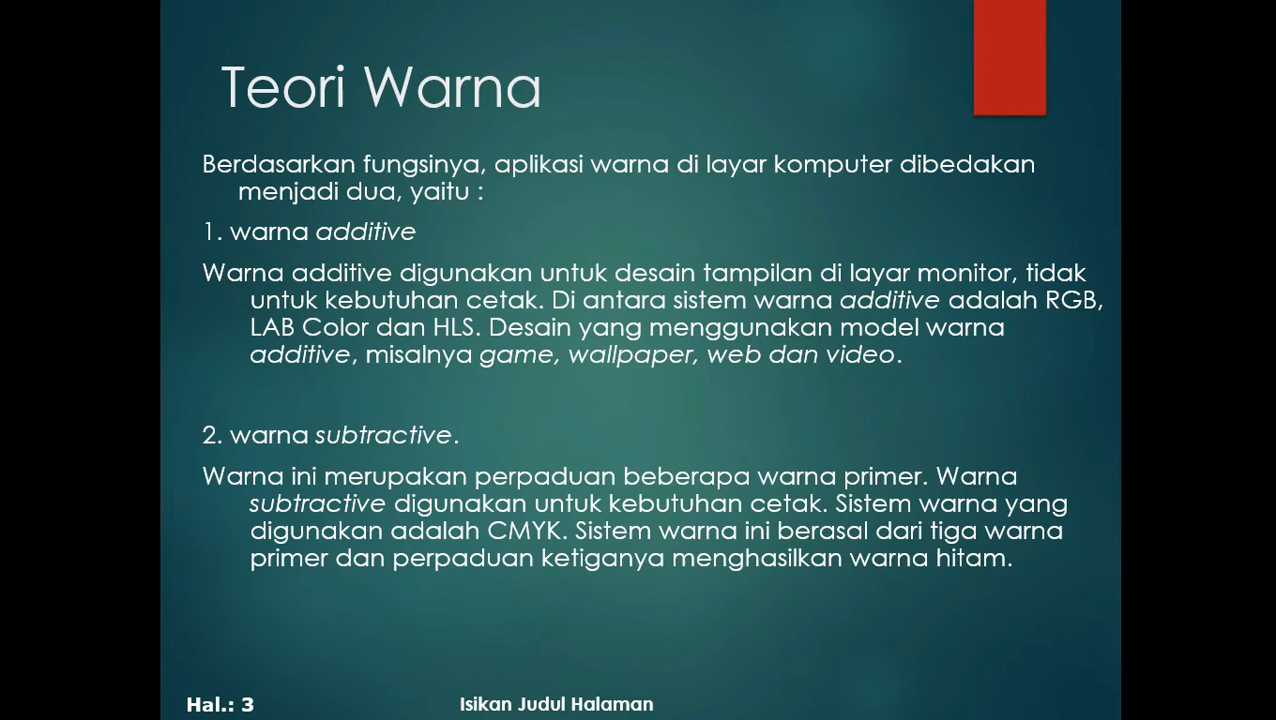 Teori Warna
Berdasarkan fungsinya, aplikasi warna di layar komputer dibedakan
menjadi dua, yaitu :
1. warna additive
Warna additive digunakan untuk desain tampilan di layar monitor, tidak
untuk kebutuhan cetak. Di antara sistem warna additive adalah RGB,
LAB Color dan HLS. Desain yang menggunakan model warna
additive, misalnya game, wallpaper, web dan video.
2. warna subtractive.
Warna ini merupakan perpaduan beberapa warna primer. Warna
subtractive digunakan untuk kebutuhan cetak. Sistem warna yang
digunakan adalah CMYK. Sistem warna ini berasal dari tiga warna
primer dan perpaduan ketiganya menghasilkan warna hitam.
Hal.: 3
Isikan Judul Halaman